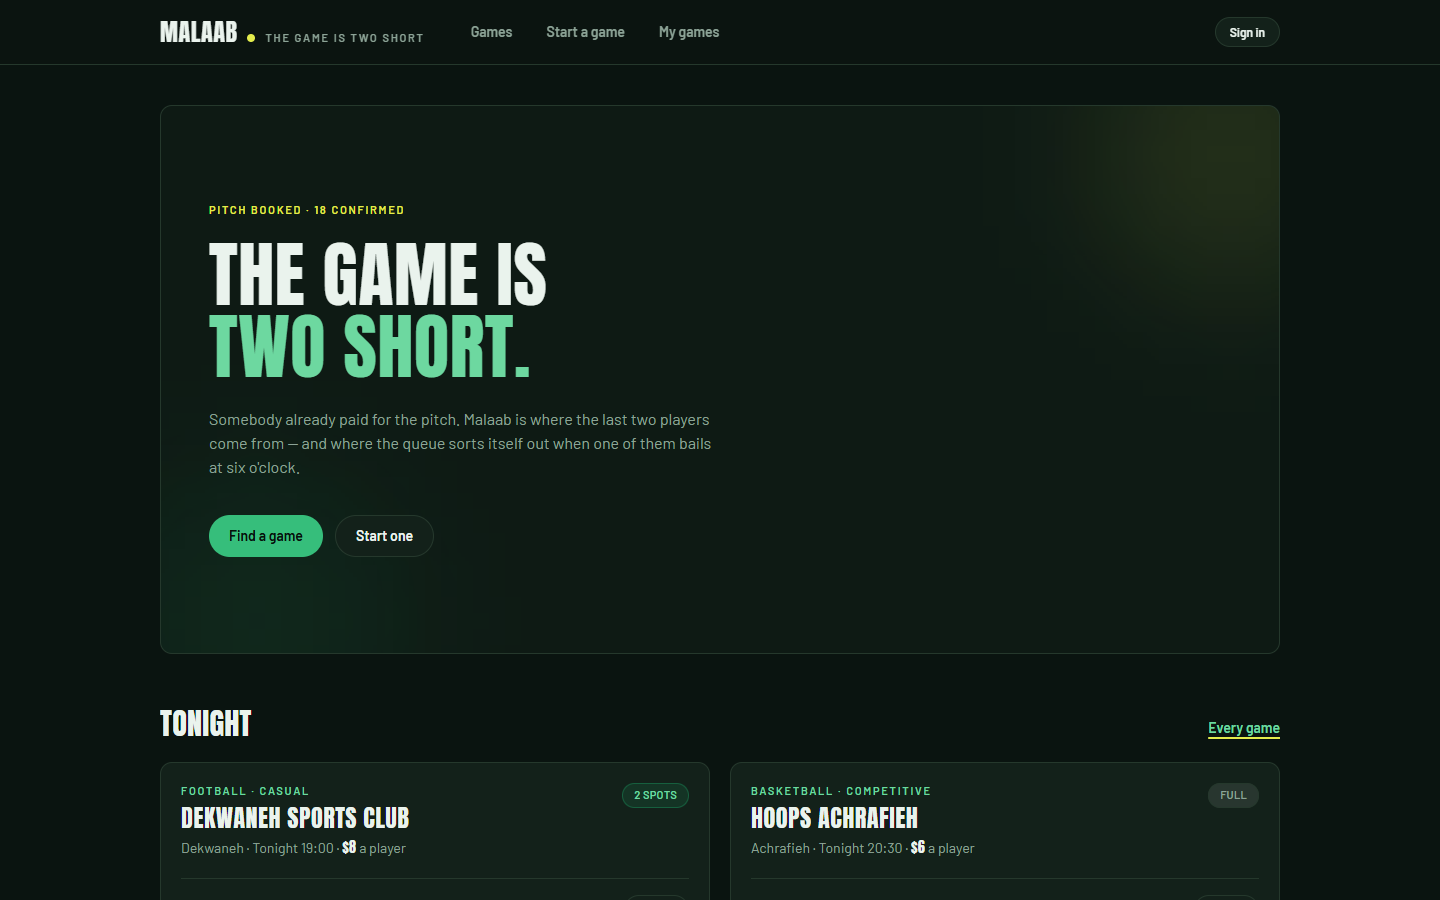 MALAAB THE GAME IS TWO SHORT Games Start a game My games Sign in
PITCH BOOKED · 18 CONFIRMED
THE GAME IS
TWO SHORT.
Somebody already paid for the pitch. Malaab is where the last two players
come from — and where the queue sorts itself out when one of them bails
at six o'clock.
Find a game Start one
TONIGHT Every game
FOOTBALL · CASUAL 2 SPOTS
DEKWANEH SPORTS CLUB
Dekwaneh · Tonight 19:00 · $8 a player
BASKETBALL · COMPETITIVE FULL
HOOPS ACHRAFIEH
Achrafieh · Tonight 20:30 · $6 a player